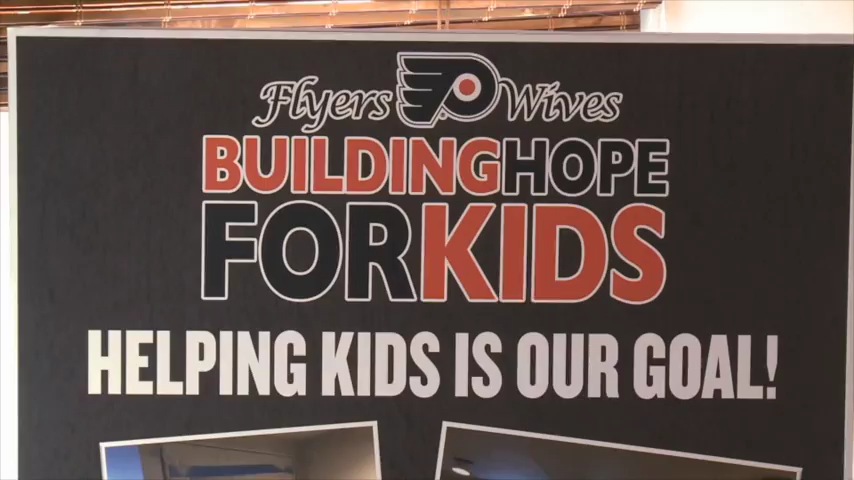 Flyers Wives
BUILDINGHOPE
FORKIDS
HELPING KIDS IS OUR GOAL!